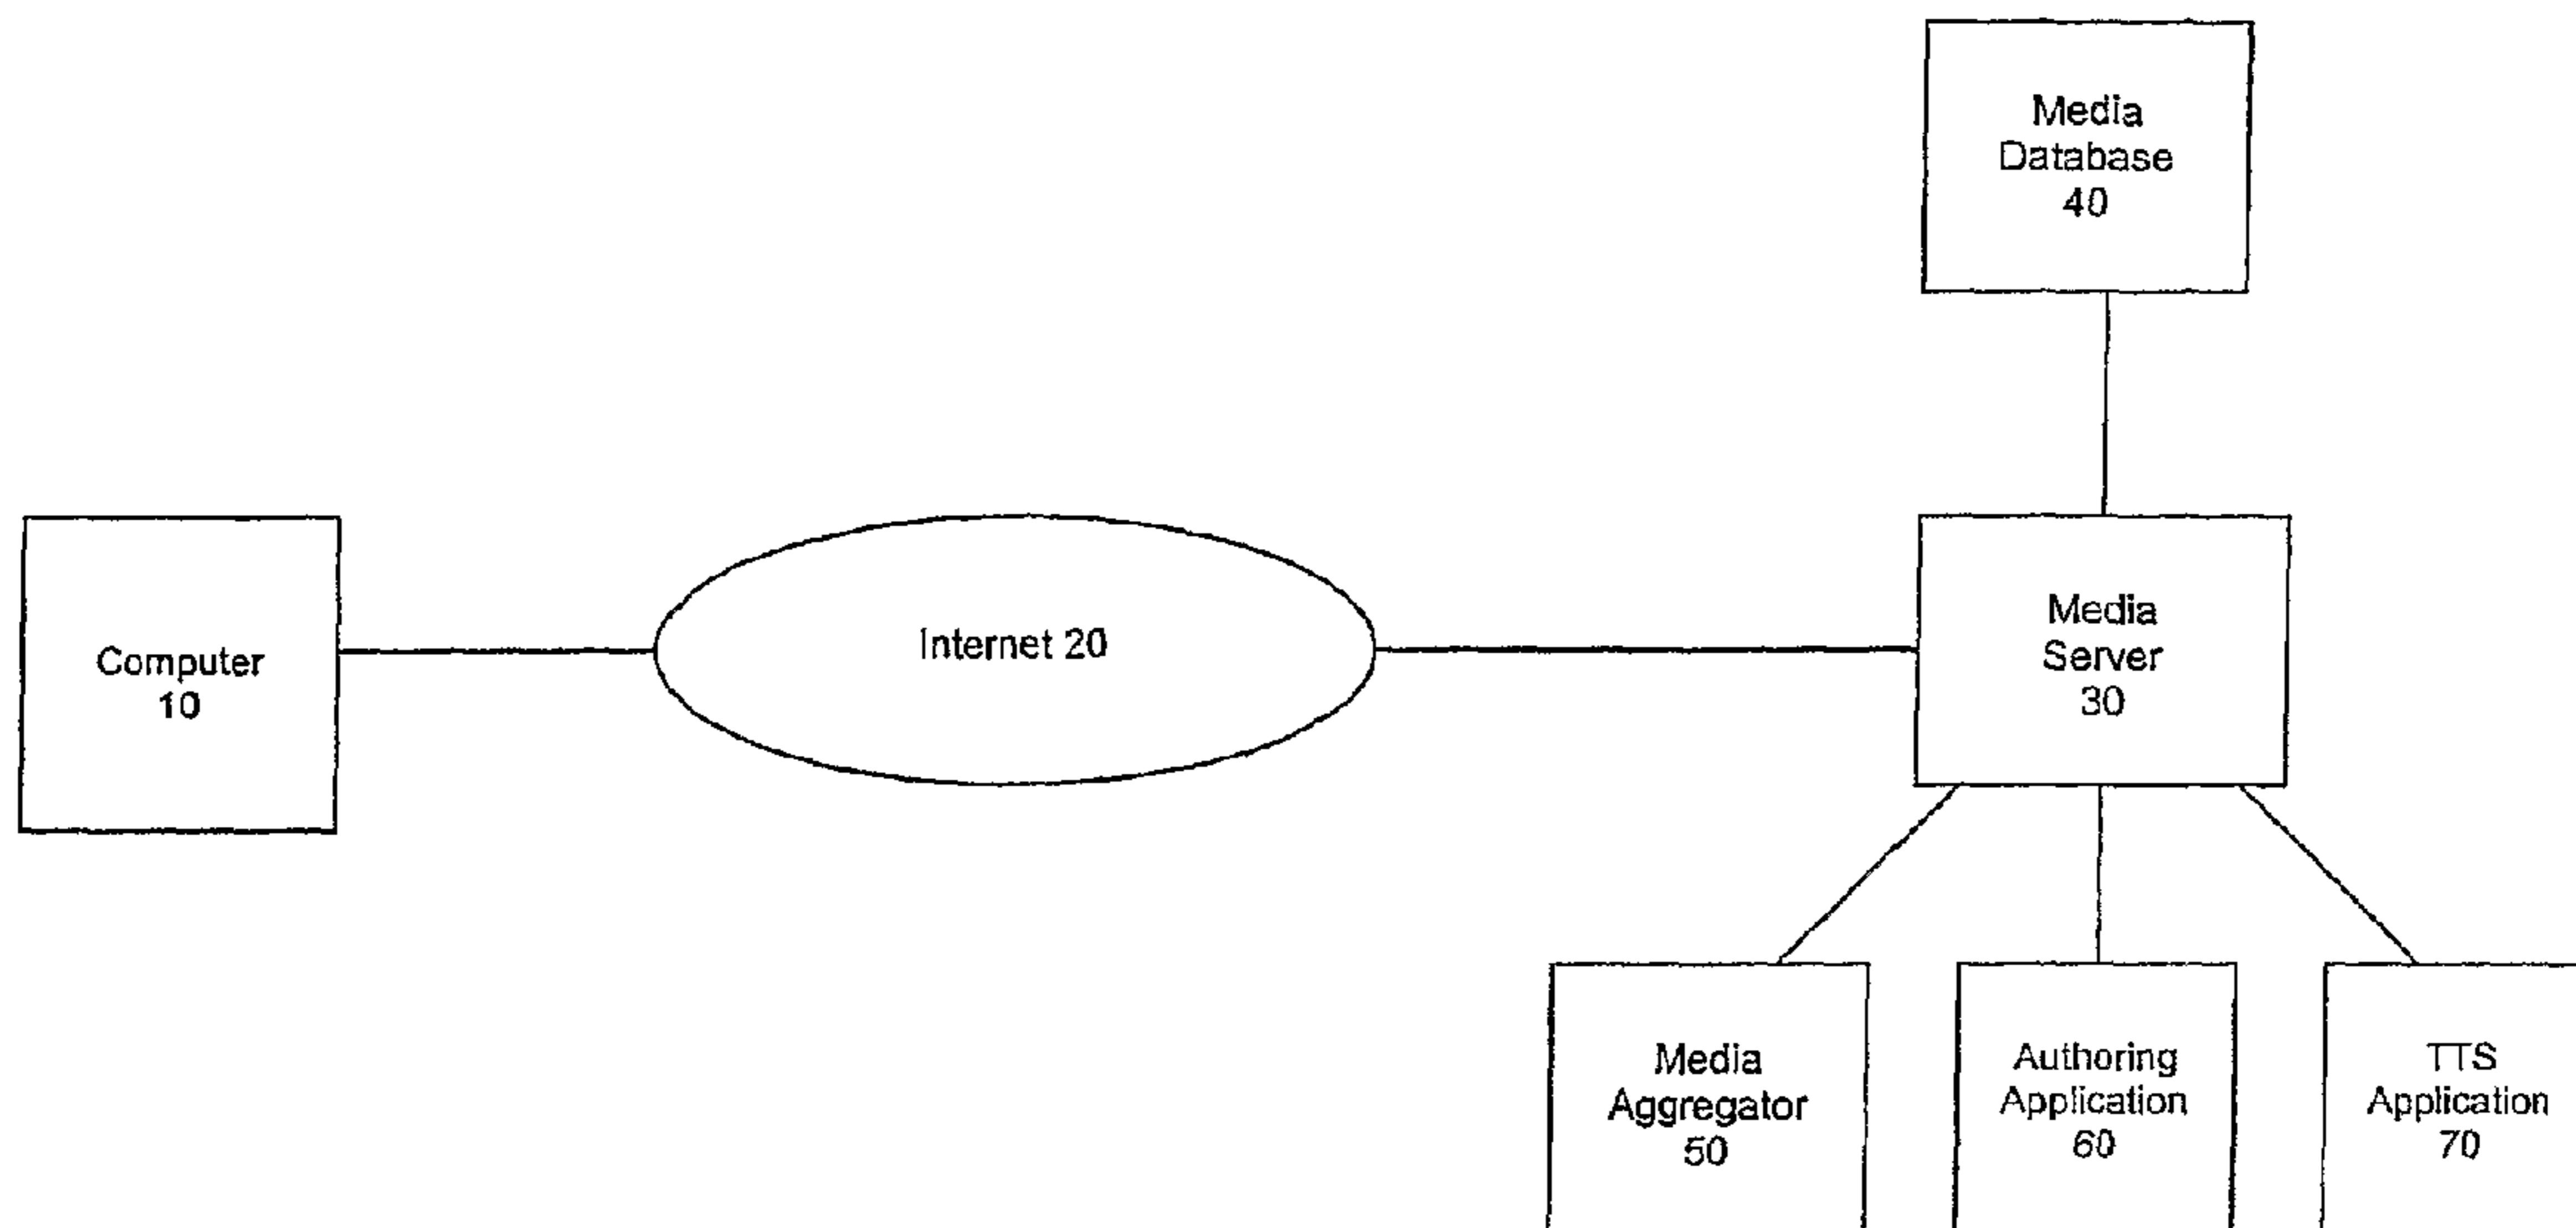 Media
Database
40
Computer
10
Internet 20
Media
Server
30
Media
Aggregator
50
Authoring
Application
60
TTS
Application
70